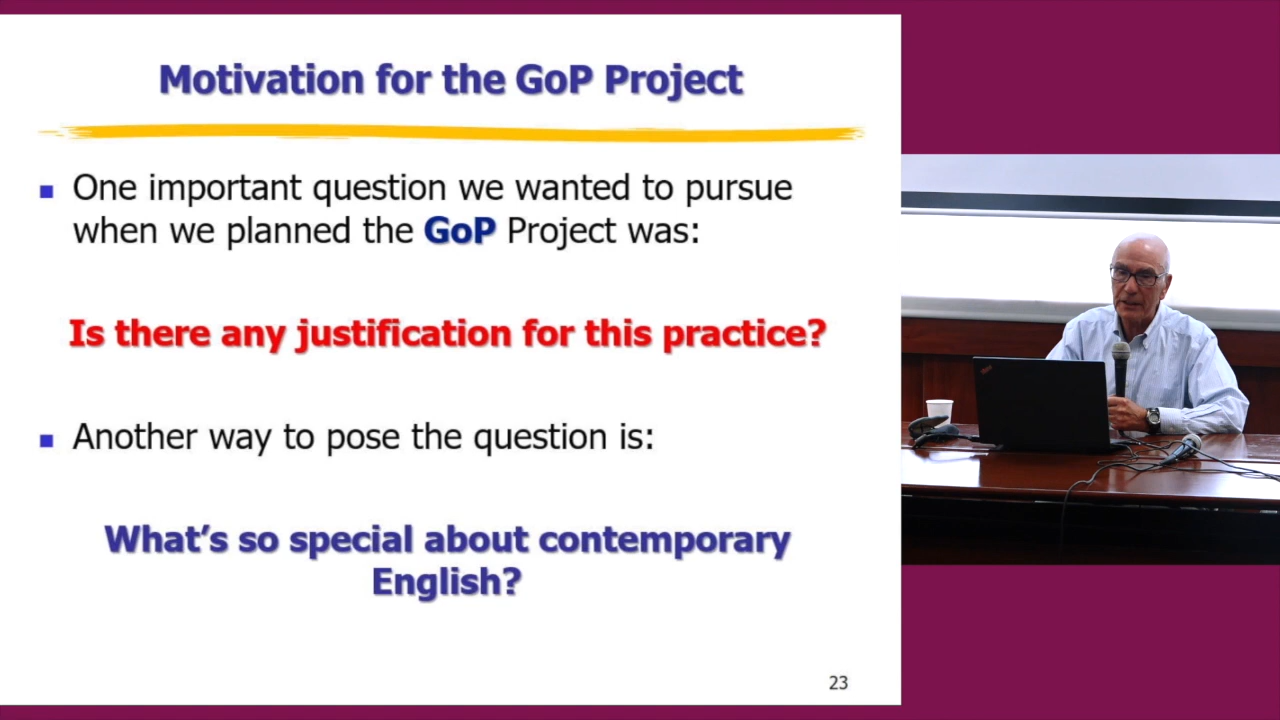 Motivation for the GoP Project
One important question we wanted to pursue
when we planned the GoP Project was:
Is there any justification for this practice?
Another way to pose the question is:
What's so special about contemporary
English?
23